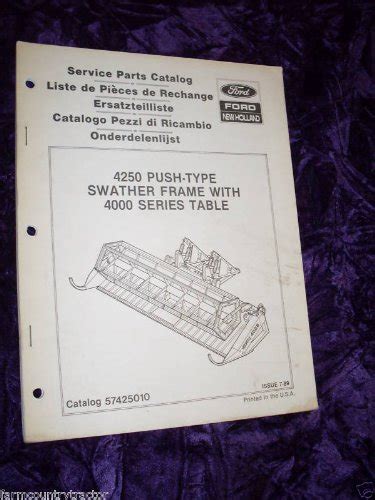 Service Parts Catalog
Liste de Pièces de Rechange
Ersatzteilliste
Catalogo Pezzi di Ricambio
Onderdelenlijst
Ford
FORD
NEW HOLLAND
4250 PUSH-TYPE
SWATHER FRAME WITH
4000 SERIES TABLE
Catalog 57425010
ISSUE 7-89
Printed in the U.S.A.
farmcountrytractor